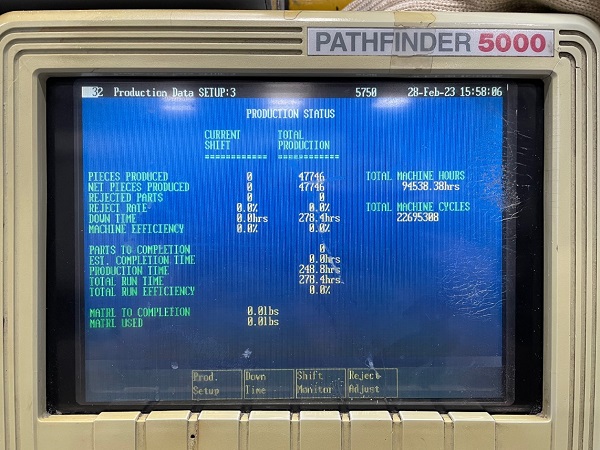 PATHFINDER 5000
32 Production Data SETUP:3 5750 28-Feb-23 15:58:06
PRODUCTION STATUS
CURRENT TOTAL
SHIFT PRODUCTION
============ ============
PIECES PRODUCED 0 47746 TOTAL MACHINE HOURS
NET PIECES PRODUCED 0 47746 94538.38hrs
REJECTED PARTS 0 0
REJECT RATE 0.0% 0.0% TOTAL MACHINE CYCLES
DOWN TIME 0.0hrs 278.4hrs 22695308
MACHINE EFFICIENCY 0.0% 0.0%
PARTS TO COMPLETION 0
EST. COMPLETION TIME 0.0hrs
PRODUCTION TIME 248.8hrs
TOTAL RUN TIME 278.4hrs
TOTAL RUN EFFICIENCY 0.0%
MATRL TO COMPLETION 0.0lbs
MATRL USED 0.0lbs
Prod. Down Shift Reject
Setup Time Monitor Adjust